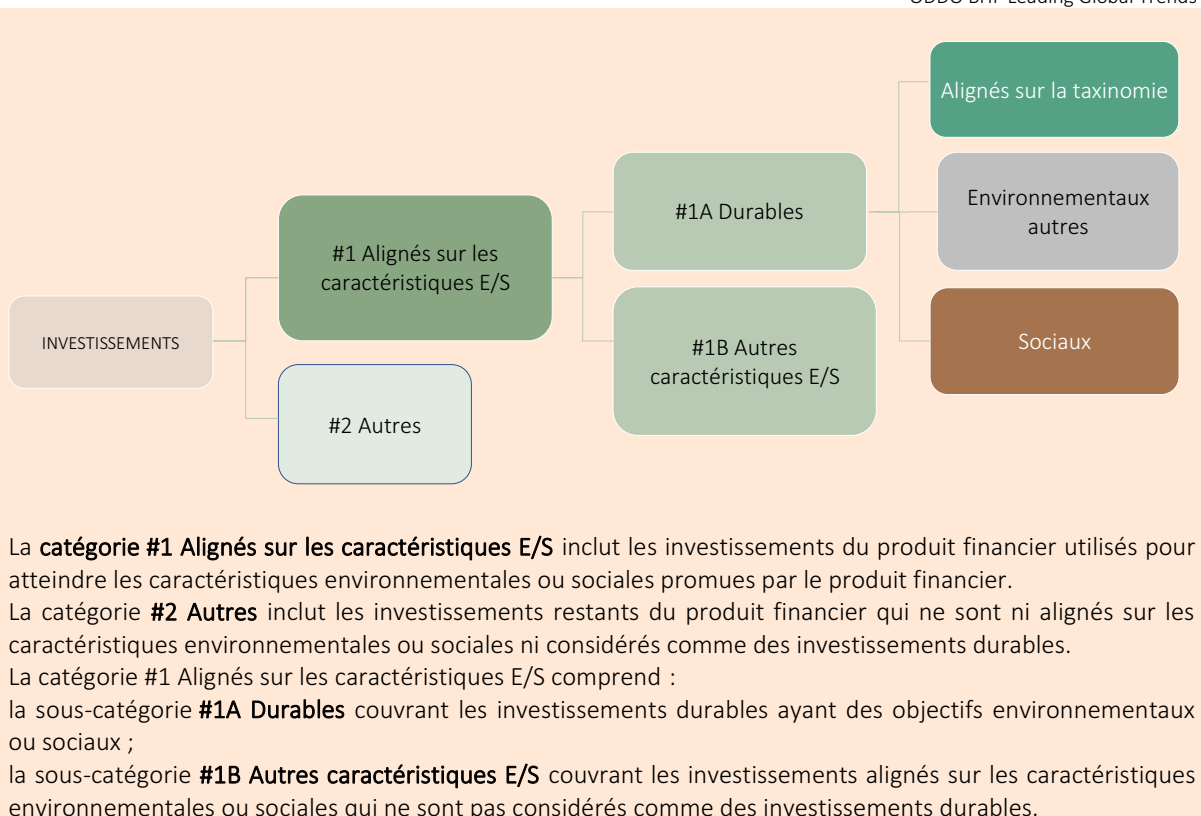 ODDO BHF Leading Global Trends
Alignés sur la taxinomie
Environnementaux
autres
#1A Durables
#1 Alignés sur les
caractéristiques E/S
INVESTISSEMENTS
Sociaux
#1B Autres
caractéristiques E/S
#2 Autres
La catégorie #1 Alignés sur les caractéristiques E/S inclut les investissements du produit financier utilisés pour
atteindre les caractéristiques environnementales ou sociales promues par le produit financier.
La catégorie #2 Autres inclut les investissements restants du produit financier qui ne sont ni alignés sur les
caractéristiques environnementales ou sociales ni considérés comme des investissements durables.
La catégorie #1 Alignés sur les caractéristiques E/S comprend :
la sous-catégorie #1A Durables couvrant les investissements durables ayant des objectifs environnementaux
ou sociaux ;
la sous-catégorie #1B Autres caractéristiques E/S couvrant les investissements alignés sur les caractéristiques
environnementales ou sociales qui ne sont pas considérés comme des investissements durables.